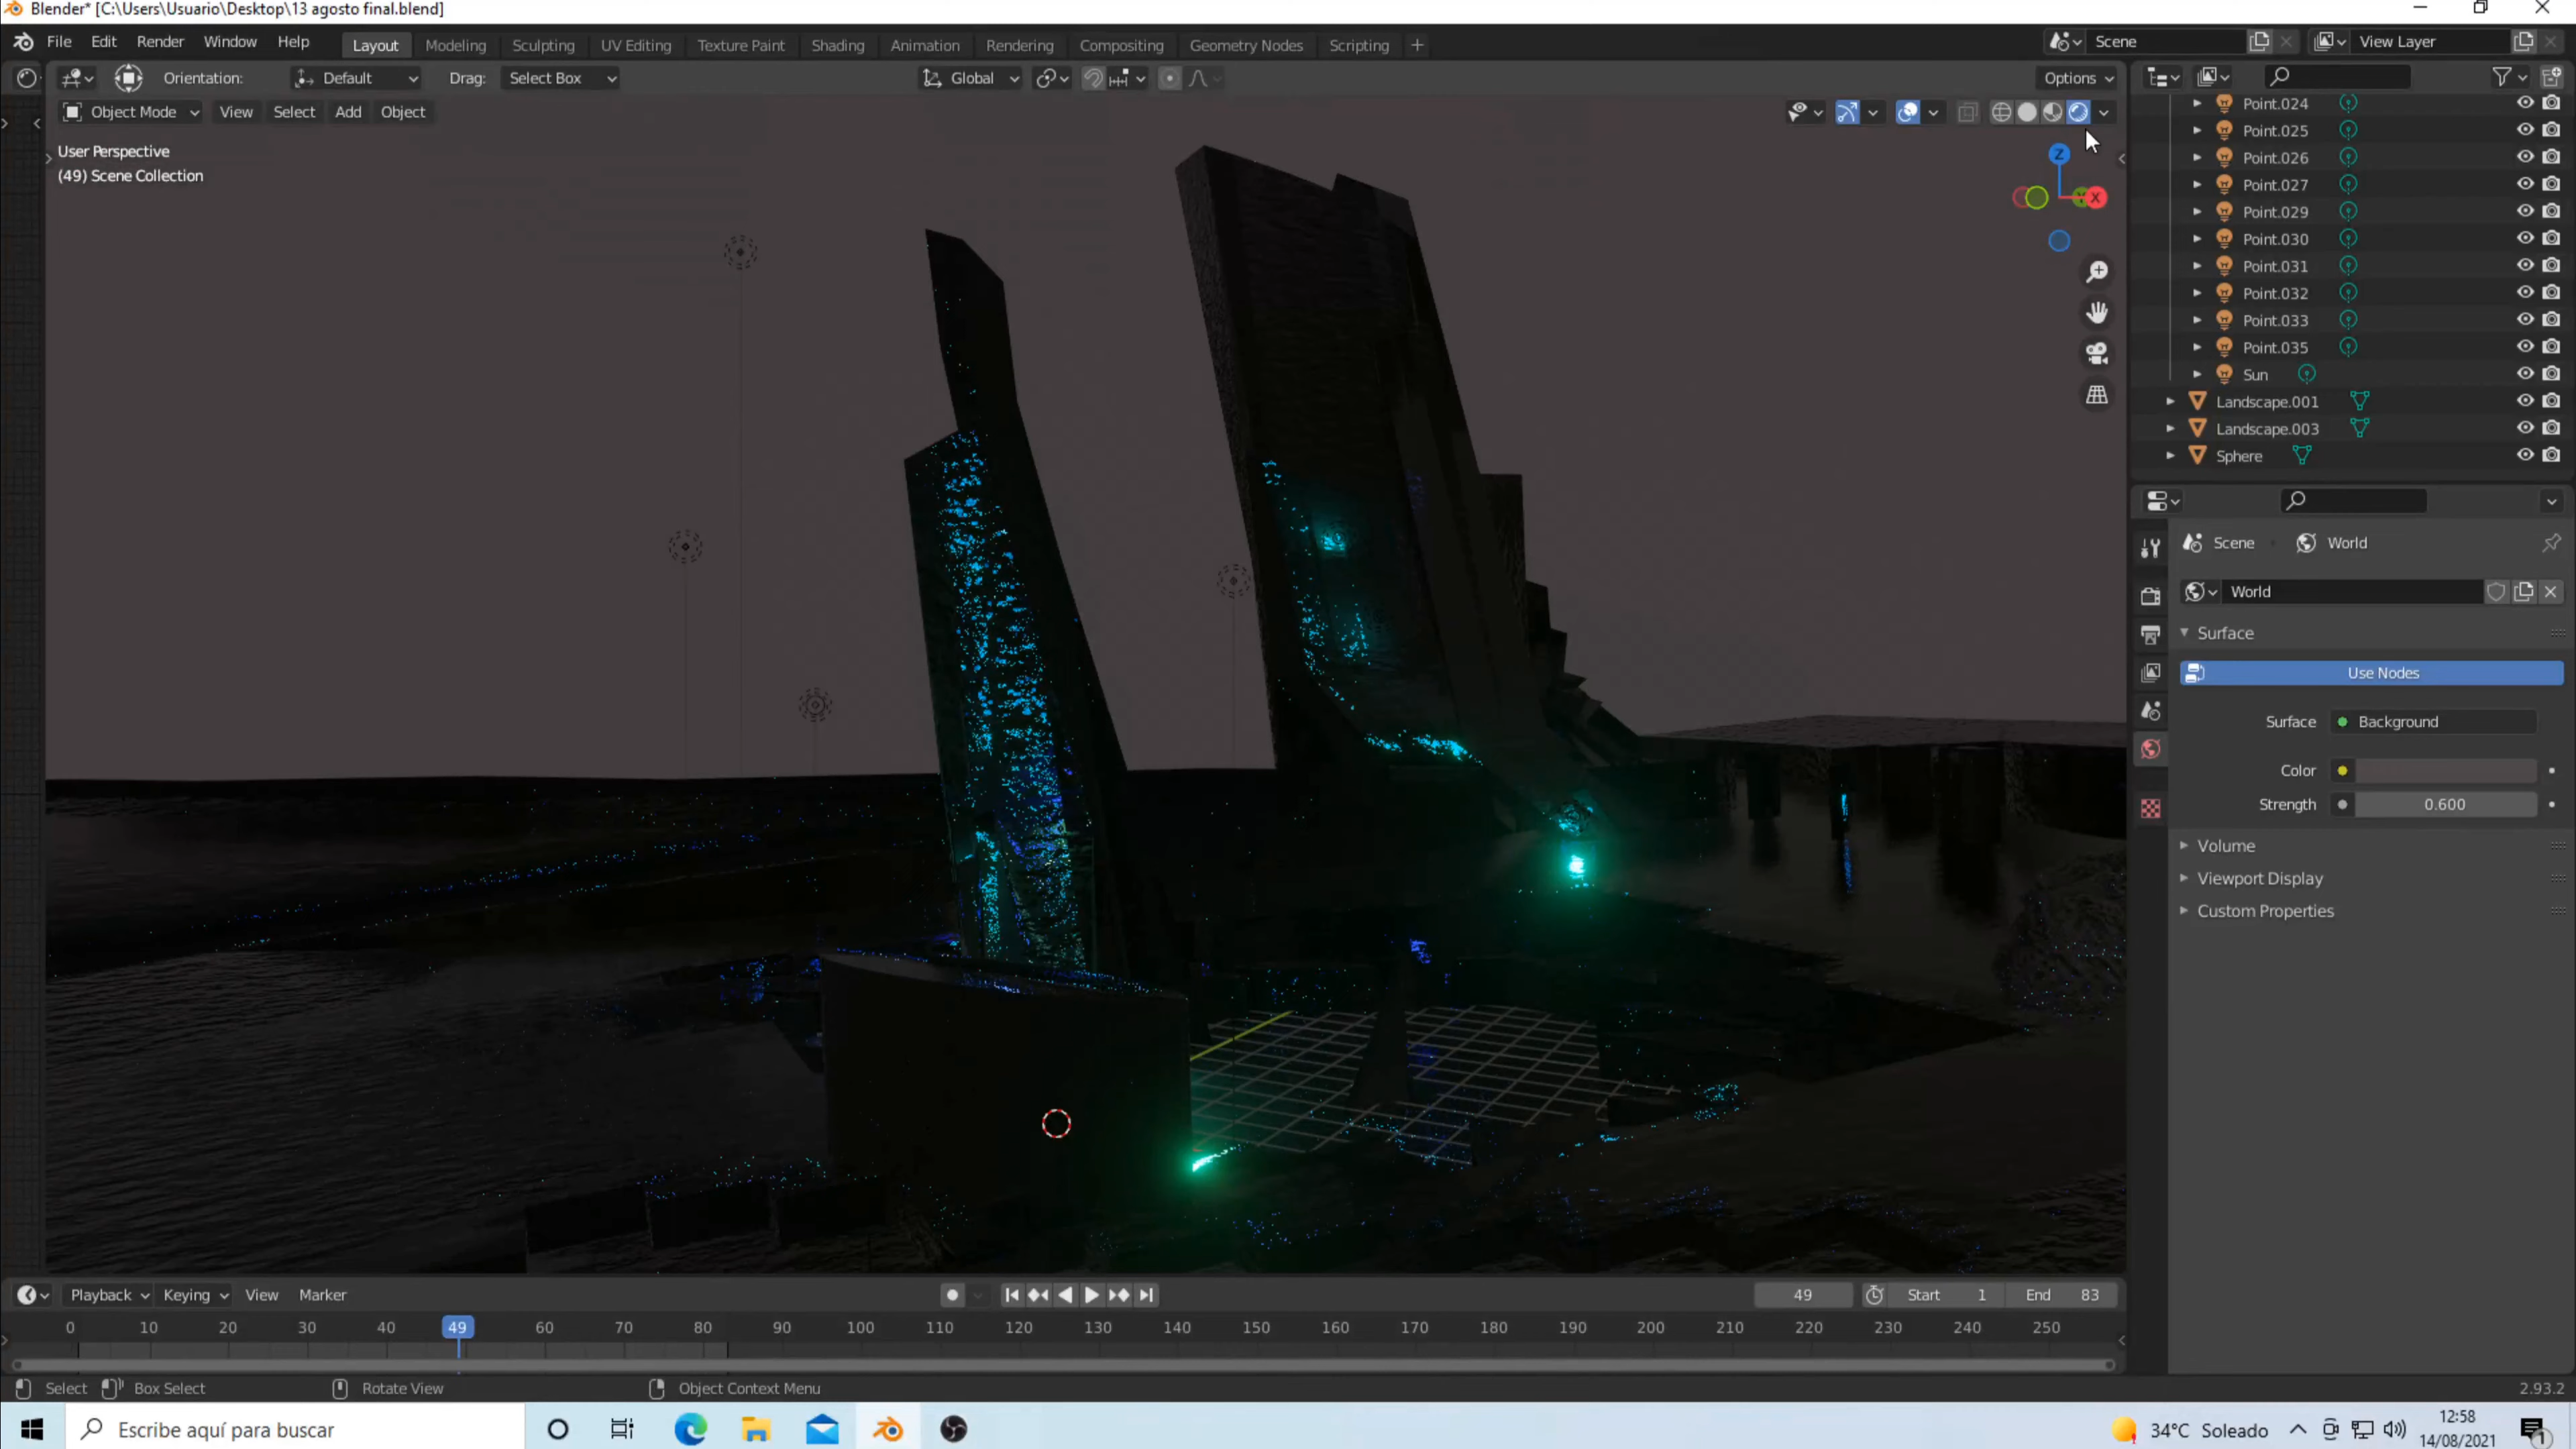 Blender* [C:\Users\Usuario\Desktop\13 agosto final.blend]
File Edit Render Window Help Layout Modeling Sculpting UV Editing Texture Paint Shading Animation Rendering Compositing Geometry Nodes Scripting + Scene View Layer
Orientation: Default Drag: Select Box Global Options
Object Mode View Select Add Object
User Perspective
(49) Scene Collection
Z
X
Point.024
Point.025
Point.026
Point.027
Point.029
Point.030
Point.031
Point.032
Point.033
Point.035
Sun
Landscape.001
Landscape.003
Sphere
Scene World
World
Surface
Use Nodes
Surface Background
Color
Strength 0.600
Volume
Viewport Display
Custom Properties
Playback Keying View Marker 49 Start 1 End 83
0 10 20 30 40 49 60 70 80 90 100 110 120 130 140 150 160 170 180 190 200 210 220 230 240 250
Select Box Select Rotate View Object Context Menu 2.93.2
Escribe aquí para buscar 34°C Soleado 12:58
14/08/2021 1